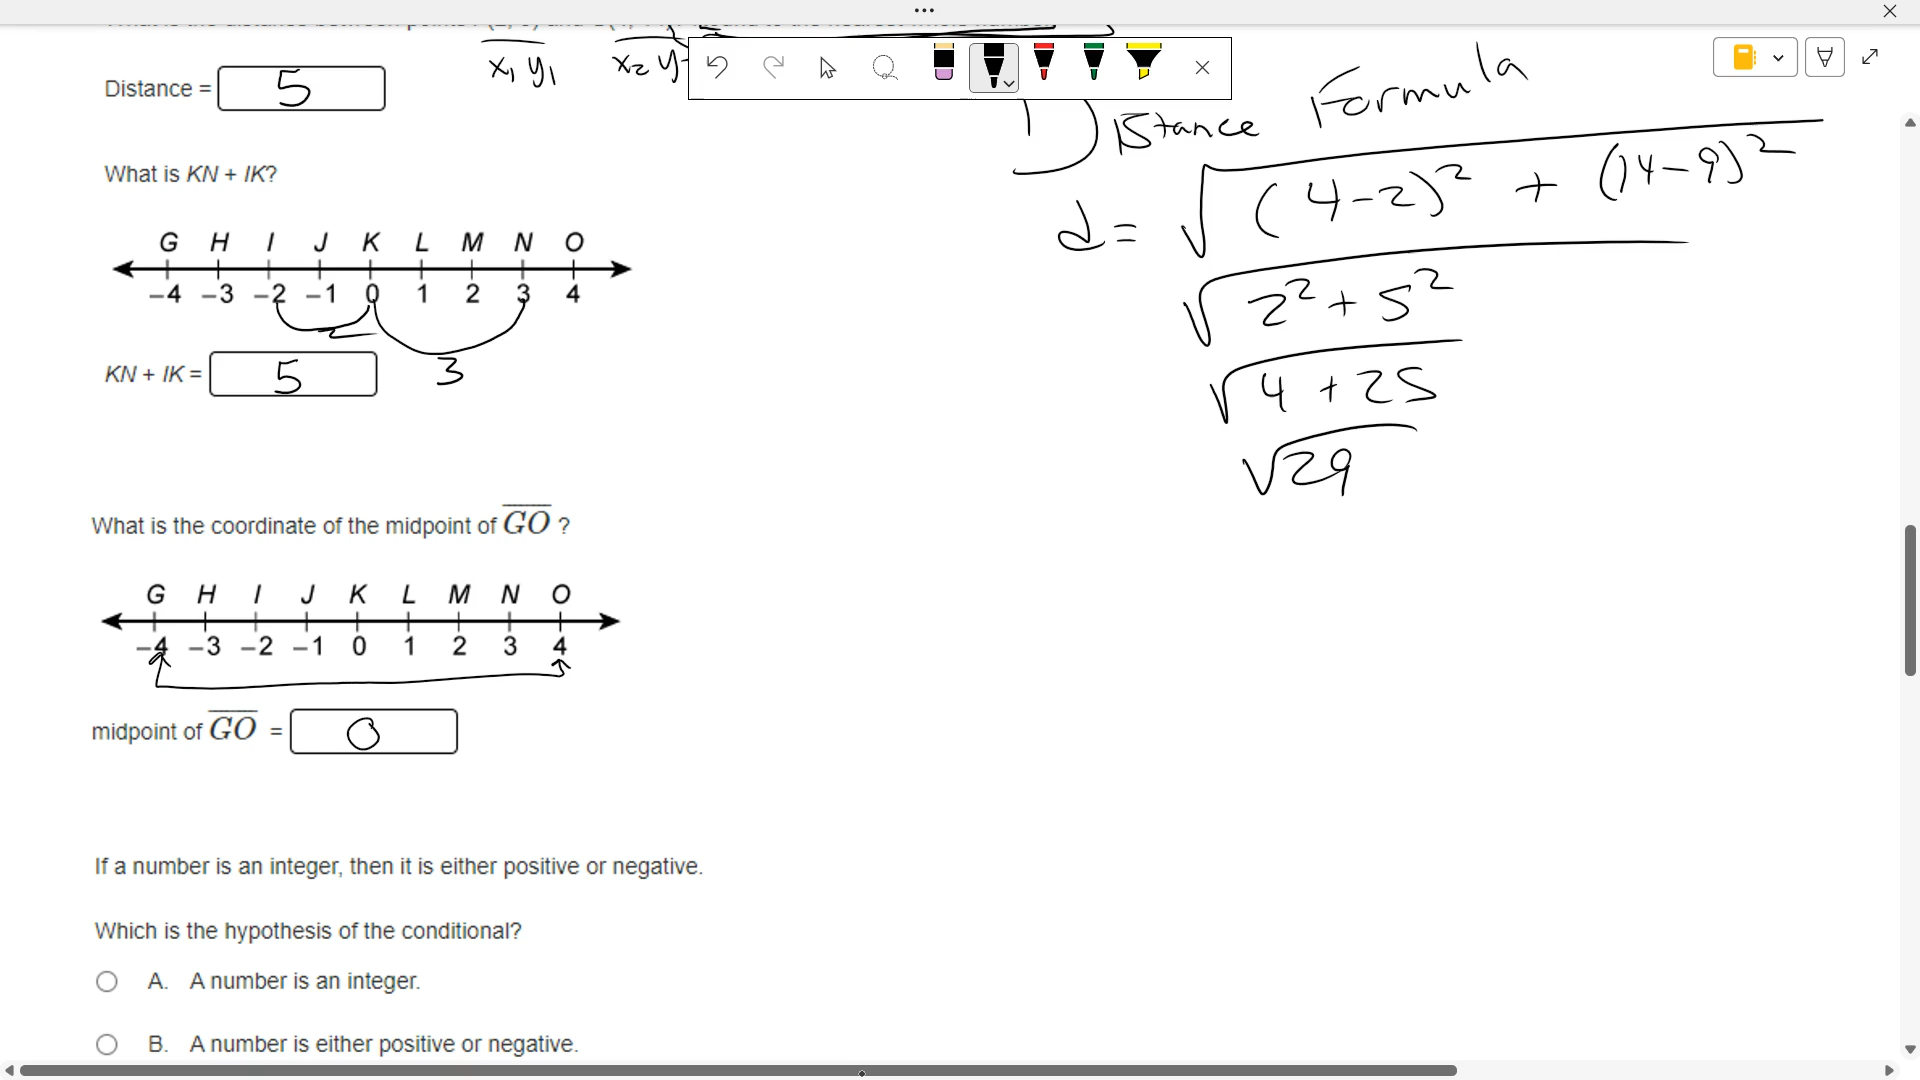 x₁ y₁ x₂ y
Distance = 5
Distance Formula
d = √(4-2)² + (14-9)²
√2² + 5²
√4 + 25
√29
What is KN + IK?
G H I J K L M N O
−4 −3 −2 −1 0 1 2 3 4
2
3
KN + IK = 5
What is the coordinate of the midpoint of GO ?
G H I J K L M N O
−4 −3 −2 −1 0 1 2 3 4
midpoint of GO = 0
If a number is an integer, then it is either positive or negative.
Which is the hypothesis of the conditional?
A. A number is an integer.
B. A number is either positive or negative.